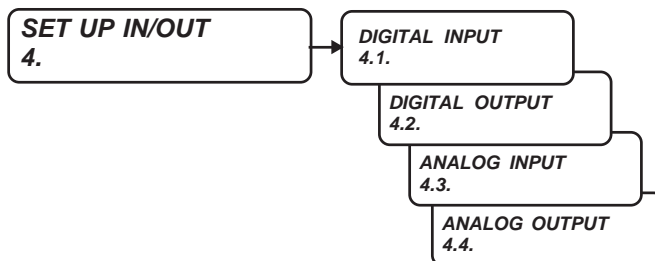 SET UP IN/OUT
4.
DIGITAL INPUT
4.1.
DIGITAL OUTPUT
4.2.
ANALOG INPUT
4.3.
ANALOG OUTPUT
4.4.